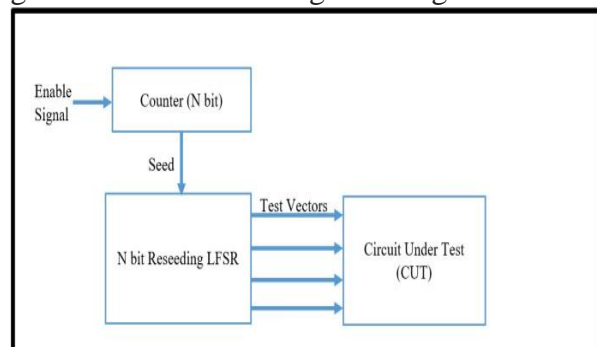 Enable
Signal
Counter (N bit)
Seed
Test Vectors
N bit Reseeding LFSR
Circuit Under Test
(CUT)